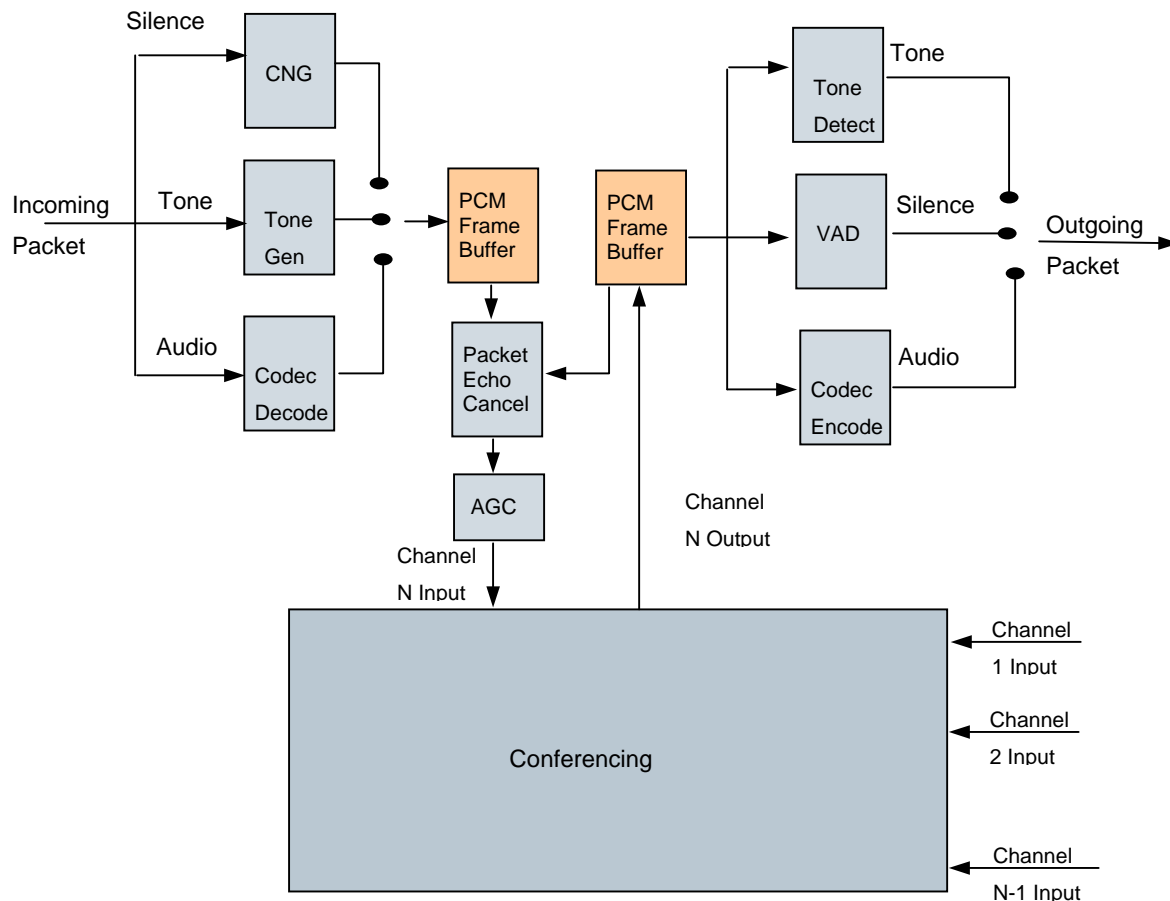 Silence
CNG
Incoming
Packet
Tone
Tone
Gen
Audio
Codec
Decode
PCM
Frame
Buffer
PCM
Frame
Buffer
Packet
Echo
Cancel
AGC
Channel
N Input
Channel
N Output
Tone
Tone
Detect
Silence
VAD
Audio
Codec
Encode
Outgoing
Packet
Conferencing
Channel
1 Input
Channel
2 Input
Channel
N-1 Input